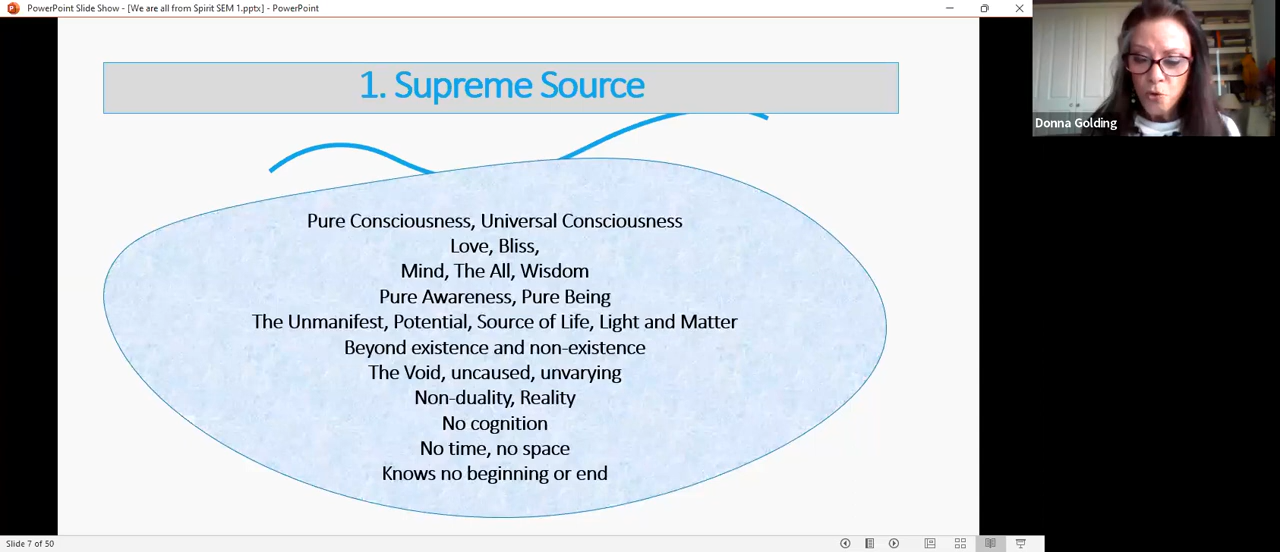 PowerPoint Slide Show - [We are all from Spirit SEM 1.pptx] - PowerPoint
1. Supreme Source
Donna Golding
Pure Consciousness, Universal Consciousness
Love, Bliss,
Mind, The All, Wisdom
Pure Awareness, Pure Being
The Unmanifest, Potential, Source of Life, Light and Matter
Beyond existence and non-existence
The Void, uncaused, unvarying
Non-duality, Reality
No cognition
No time, no space
Knows no beginning or end
Slide 7 of 50